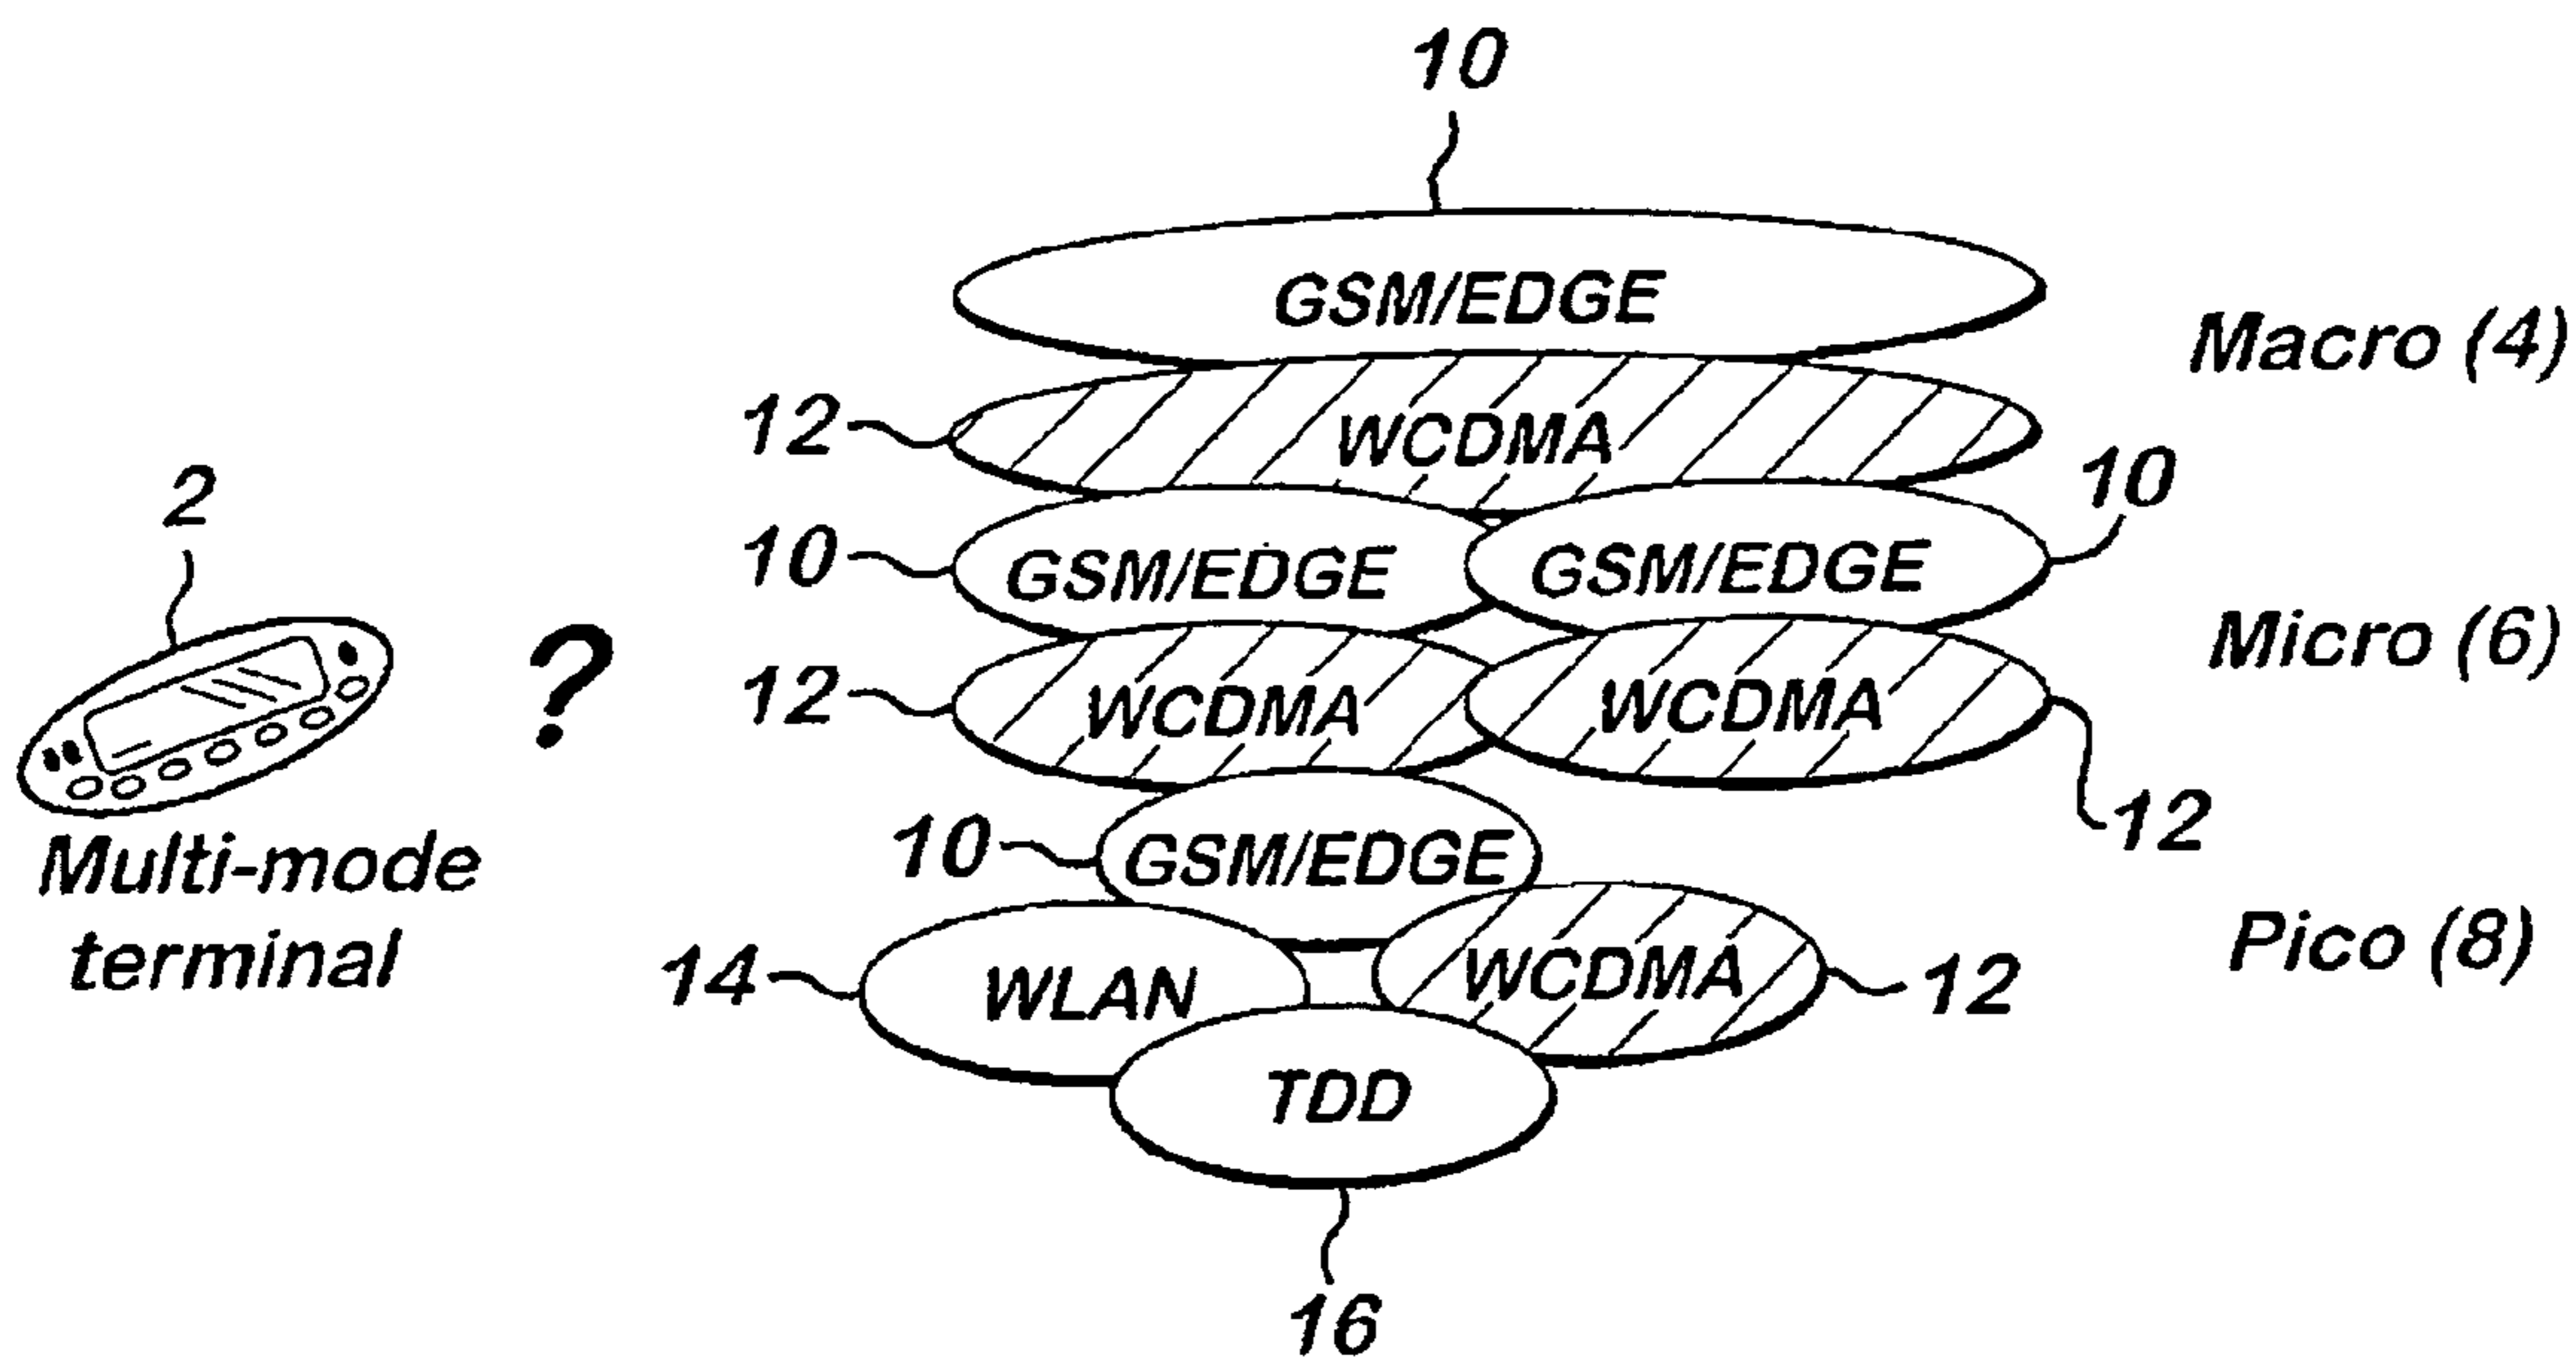 10
GSM/EDGE
Macro (4)
12
WCDMA
10
2
10
GSM/EDGE
GSM/EDGE
Micro (6)
?
12
WCDMA
WCDMA
12
10
GSM/EDGE
Multi-mode
terminal
Pico (8)
14
WLAN
WCDMA
12
TDD
16